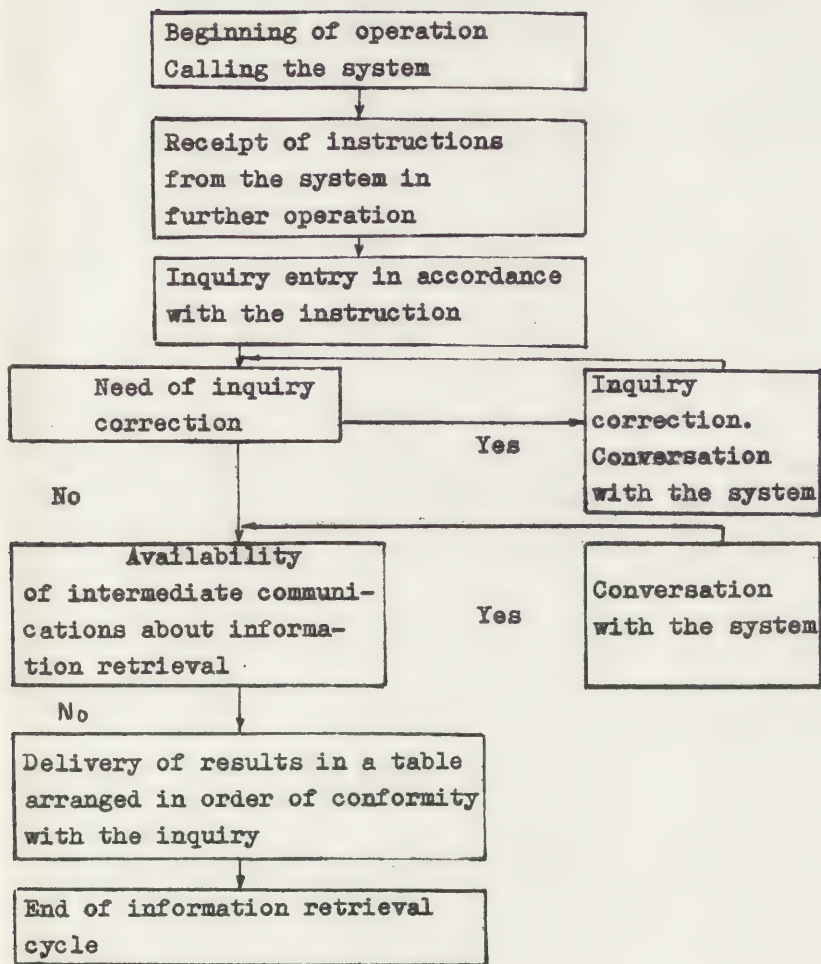 Beginning of operation
Calling the system
Receipt of instructions
from the system in
further operation
Inquiry entry in accordance
with the instruction
Need of inquiry
correction
Yes
Inquiry
correction.
Conversation
with the system
No
Availability
of intermediate communi-
cations about informa-
tion retrieval
Yes
Conversation
with the system
No
Delivery of results in a table
arranged in order of conformity
with the inquiry
End of information retrieval
cycle